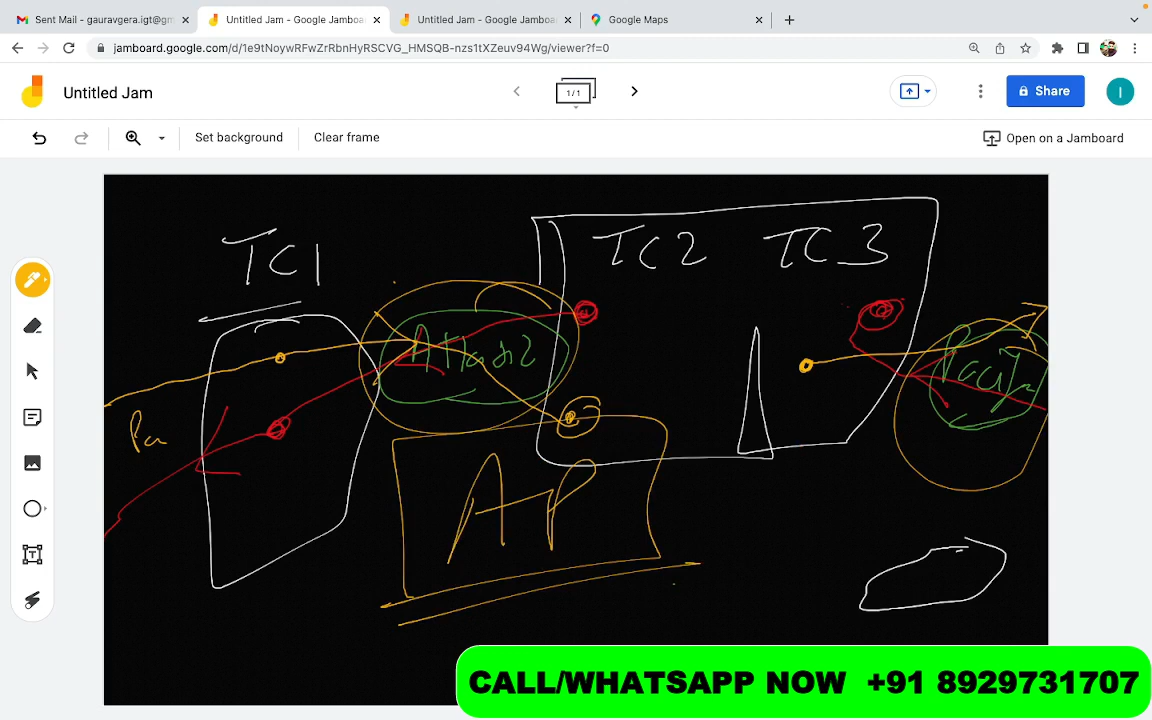 Sent Mail - gauravgera.igt@gm
Untitled Jam - Google Jamboa
Untitled Jam - Google Jamboa
Google Maps
jamboard.google.com/d/1e9tNoywRFwZrRbnHyRSCVG_HMSQB-nzs1tXZeuv94Wg/viewer?f=0
Untitled Jam
1/1
Share
I
Set background
Clear frame
Open on a Jamboard
TC1
TC2 TC3
Pa
AP
CALL/WHATSAPP NOW +91 8929731707